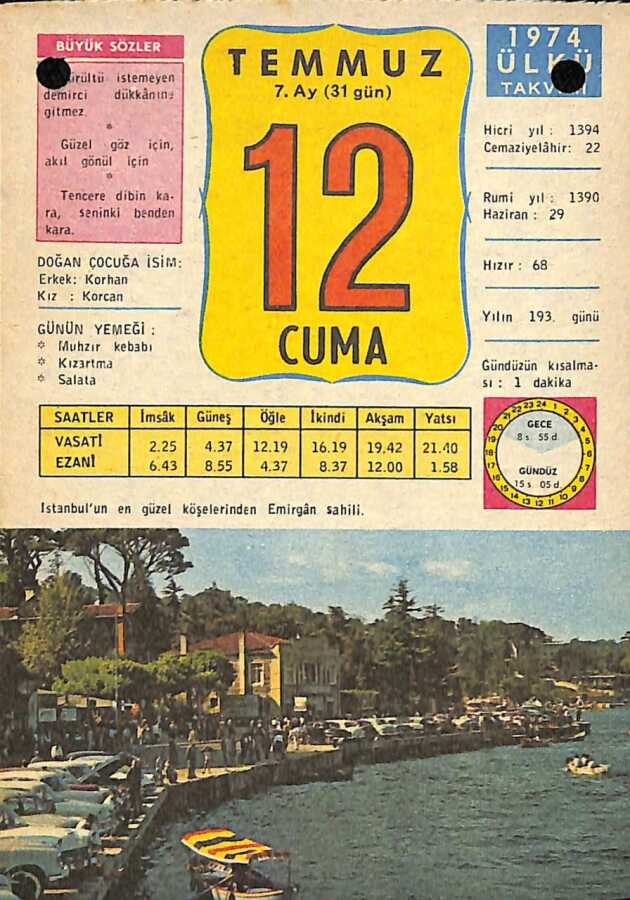 BÜYÜK SÖZLER
istemeyen
demirci dükkânına
gitmez.
*
Güzel göz için,
akıl gönül için
*
Tencere dibin ka-
ra, seninki benden
kara.
DOĞAN ÇOCUĞA İSİM:
Erkek: Korhan
Kız : Korcan
GÜNÜN YEMEĞİ :
* Muhzır kebabı
* Kızartma
* Salata
TEMMUZ
7. Ay (31 gün)
12
CUMA
1974
ÜLKÜ
Hicri yıl : 1394
Cemaziyelâhir: 22
Rumi yıl : 1390
Haziran : 29
Hızır : 68
Yılın 193. günü
Gündüzün kısalma-
sı : 1 dakika
SAATLER İmsâk Güneş Öğle İkindi Akşam Yatsı
VASATİ 2.25 4.37 12.19 16.19 19.42 21.40
EZANİ 6.43 8.55 4.37 8.37 12.00 1.58
GECE
8 s. 55 d.
GÜNDÜZ
15 s. 05 d.
İstanbul'un en güzel köşelerinden Emirgân sahili.